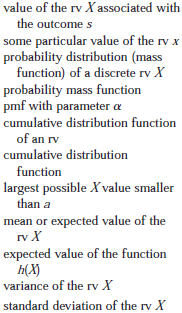 value of the rv X associated with
the outcome s
some particular value of the rv x
probability distribution (mass
function) of a discrete rv X
probability mass function
pmf with parameter α
cumulative distribution function
of an rv
cumulative distribution
function
largest possible X value smaller
than a
mean or expected value of the
rv X
expected value of the function
h(X)
variance of the rv X
standard deviation of the rv X